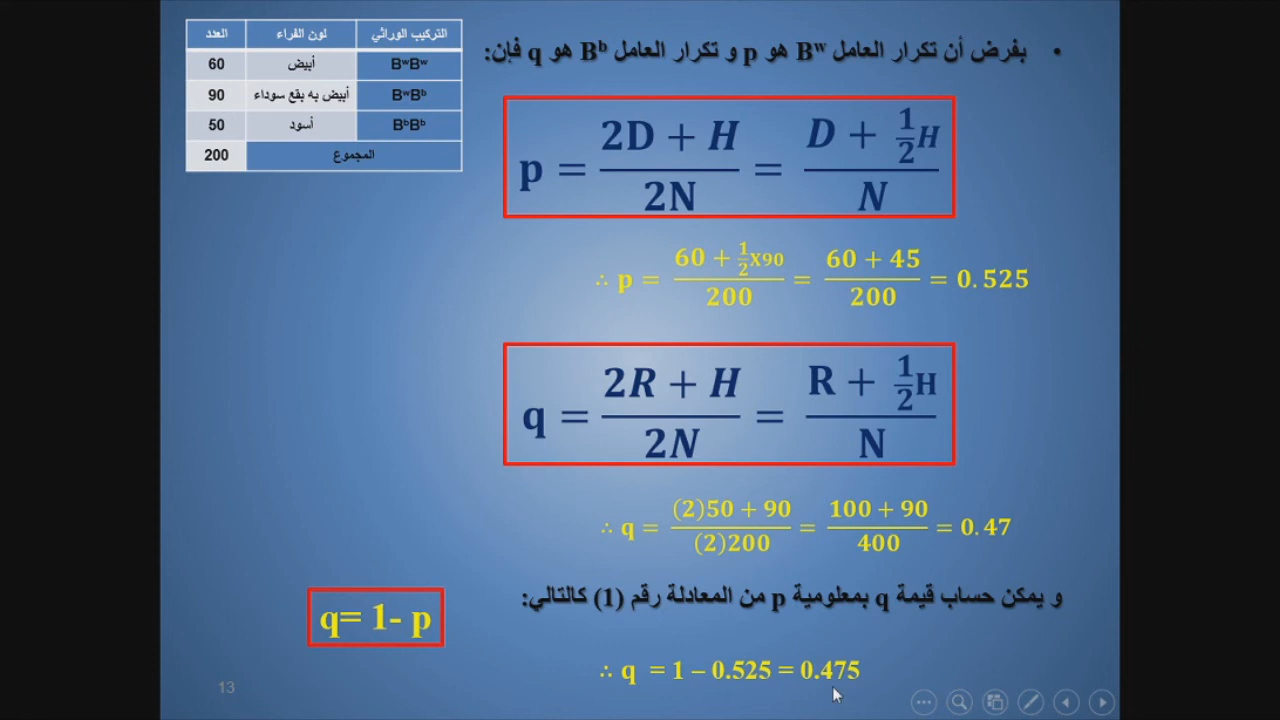 التركيب الوراثي لون الفراء العدد
BʷBʷ أبيض 60
BʷBᵇ أبيض به بقع سوداء 90
BᵇBᵇ أسود 50
المجموع 200
• بفرض أن تكرار العامل Bʷ هو p و تكرار العامل Bᵇ هو q فإن:
p = (2D + H)/2N = (D + ½H)/N
∴ p = (60 + ½X90)/200 = (60 + 45)/200 = 0.525
q = (2R + H)/2N = (R + ½H)/N
∴ q = ((2)50 + 90)/((2)200) = (100 + 90)/400 = 0.47
و يمكن حساب قيمة q بمعلومية p من المعادلة رقم (1) كالتالي:
q= 1- p
∴ q = 1 – 0.525 = 0.475
13